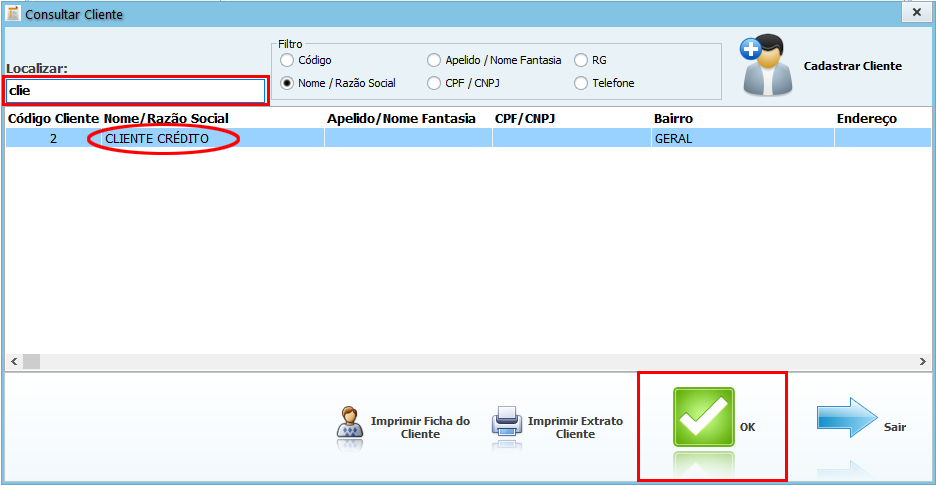 Consultar Cliente
Filtro
Código
Apelido / Nome Fantasia
RG
Localizar:
Nome / Razão Social
CPF / CNPJ
Telefone
Cadastrar Cliente
clie
Código Cliente Nome/Razão Social Apelido/Nome Fantasia CPF/CNPJ Bairro Endereço
2 CLIENTE CRÉDITO GERAL
Imprimir Ficha do
Cliente
Imprimir Extrato
Cliente
OK
Sair